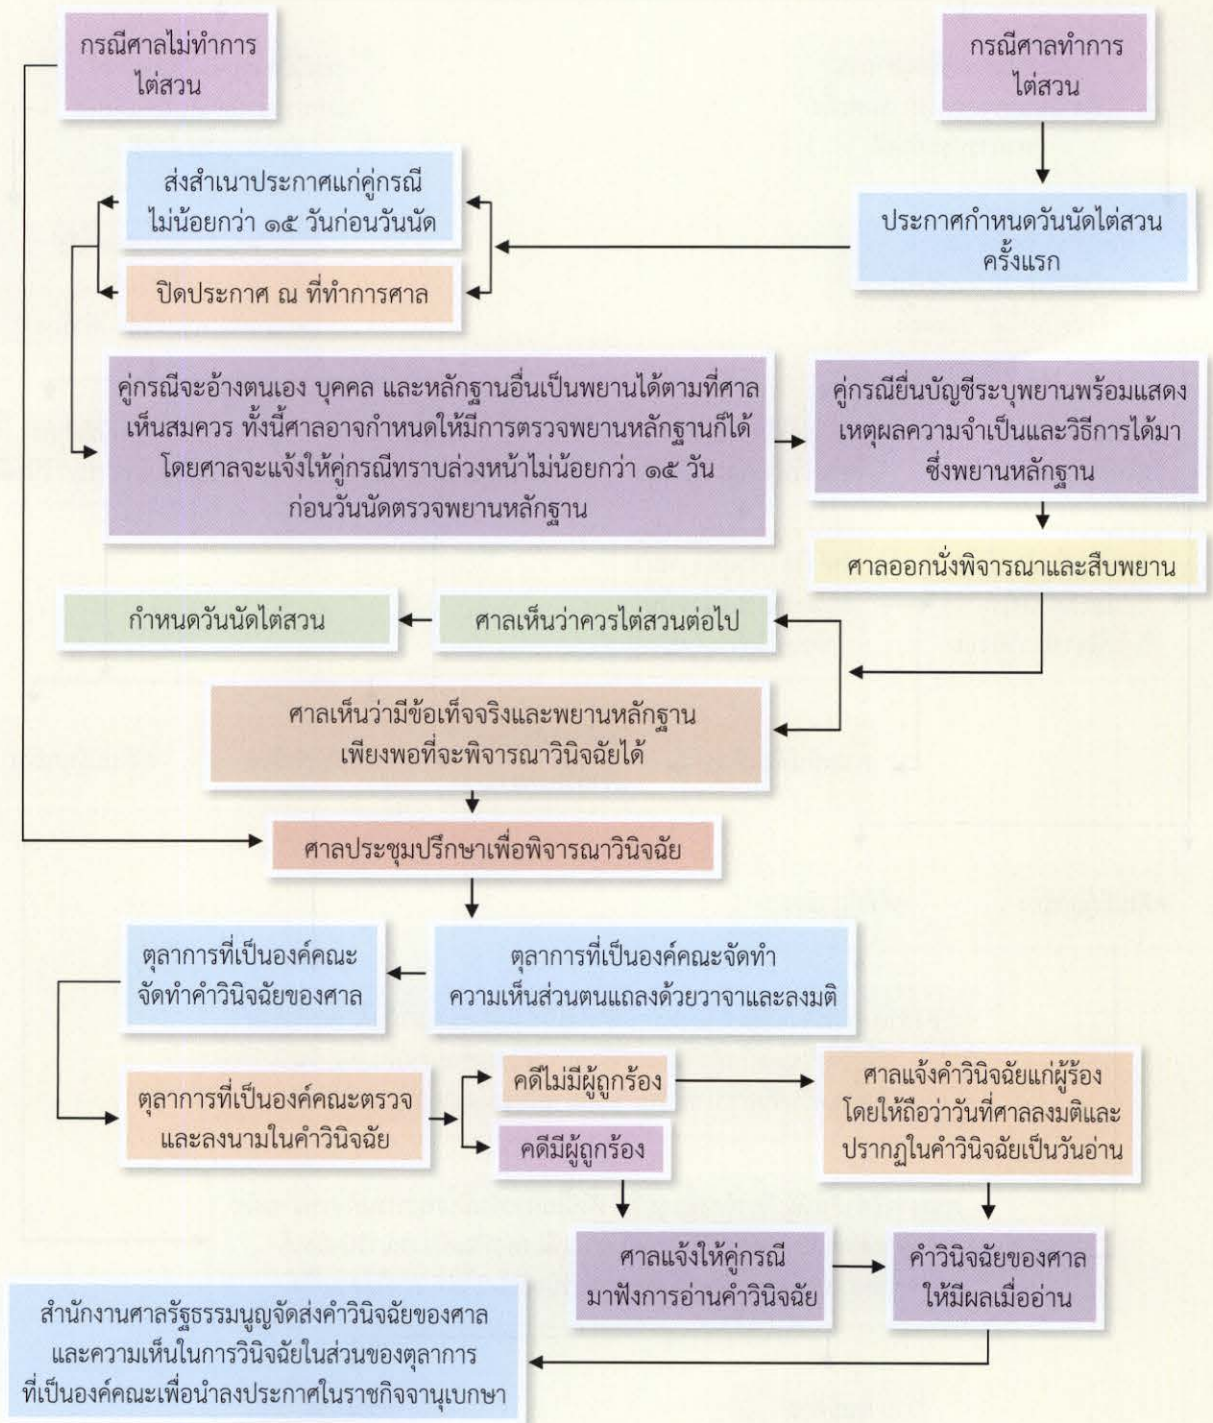 กรณีศาลไม่ทำการ
ไต่สวน
กรณีศาลทำการ
ไต่สวน
ส่งสำเนาประกาศแก่คู่กรณี
ไม่น้อยกว่า ๑๕ วันก่อนวันนัด
ประกาศกำหนดวันนัดไต่สวน
ครั้งแรก
ปิดประกาศ ณ ที่ทำการศาล
คู่กรณีจะอ้างตนเอง บุคคล และหลักฐานอื่นเป็นพยานได้ตามที่ศาล
เห็นสมควร ทั้งนี้ศาลอาจกำหนดให้มีการตรวจพยานหลักฐานก็ได้
โดยศาลจะแจ้งให้คู่กรณีทราบล่วงหน้าไม่น้อยกว่า ๑๕ วัน
ก่อนวันนัดตรวจพยานหลักฐาน
คู่กรณียื่นบัญชีระบุพยานพร้อมแสดง
เหตุผลความจำเป็นและวิธีการได้มา
ซึ่งพยานหลักฐาน
ศาลออกนั่งพิจารณาและสืบพยาน
กำหนดวันนัดไต่สวน
ศาลเห็นว่าควรไต่สวนต่อไป
ศาลเห็นว่ามีข้อเท็จจริงและพยานหลักฐาน
เพียงพอที่จะพิจารณาวินิจฉัยได้
ศาลประชุมปรึกษาเพื่อพิจารณาวินิจฉัย
ตุลาการที่เป็นองค์คณะ
จัดทำคำวินิจฉัยของศาล
ตุลาการที่เป็นองค์คณะจัดทำ
ความเห็นส่วนตนแถลงด้วยวาจาและลงมติ
ตุลาการที่เป็นองค์คณะตรวจ
และลงนามในคำวินิจฉัย
คดีไม่มีผู้ถูกร้อง
คดีมีผู้ถูกร้อง
ศาลแจ้งคำวินิจฉัยแก่ผู้ร้อง
โดยให้ถือว่าวันที่ศาลลงมติและ
ปรากฏในคำวินิจฉัยเป็นวันอ่าน
ศาลแจ้งให้คู่กรณี
มาฟังการอ่านคำวินิจฉัย
คำวินิจฉัยของศาล
ให้มีผลเมื่ออ่าน
สำนักงานศาลรัฐธรรมนูญจัดส่งคำวินิจฉัยของศาล
และความเห็นในการวินิจฉัยในส่วนของตุลาการ
ที่เป็นองค์คณะเพื่อนำลงประกาศในราชกิจจานุเบกษา